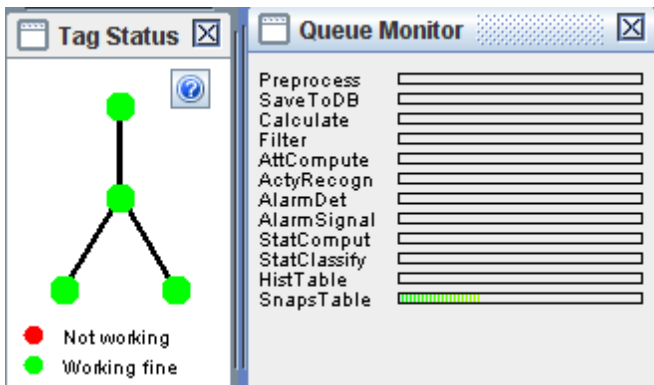 Tag Status
Not working
Working fine
Queue Monitor
Preprocess
SaveToDB
Calculate
Filter
AttCompute
ActyRecogn
AlarmDet
AlarmSignal
StatComput
StatClassify
HistTable
SnapsTable